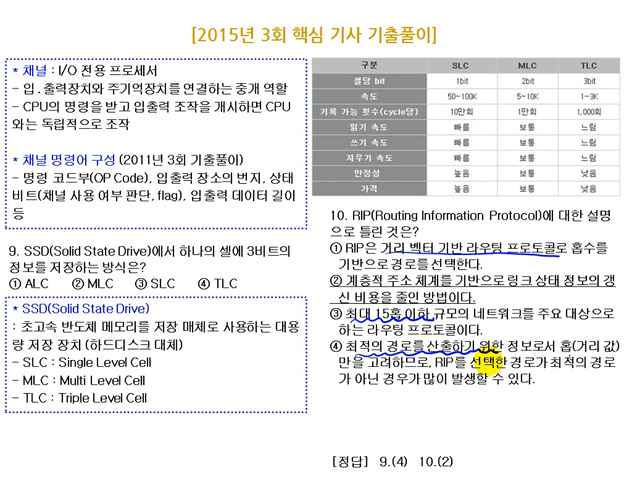 [2015년 3회 핵심 기사 기출풀이]
* 채널 : I/O 전용 프로세서
- 입․출력장치와 주기억장치를 연결하는 중개 역할
- CPU의 명령을 받고 입출력 조작을 개시하면 CPU
와는 독립적으로 조작
* 채널 명령어 구성 (2011년 3회 기출풀이)
- 명령 코드부(OP Code), 입출력 장소의 번지, 상태
비트(채널 사용 여부 판단, flag), 입출력 데이터 길이
등
9. SSD(Solid State Drive)에서 하나의 셀에 3비트의
정보를 저장하는 방식은?
① ALC ② MLC ③ SLC ④ TLC
* SSD(Solid State Drive)
: 초고속 반도체 메모리를 저장 매체로 사용하는 대용
량 저장 장치 (하드디스크 대체)
- SLC : Single Level Cell
- MLC : Multi Level Cell
- TLC : Triple Level Cell
구분 SLC MLC TLC
셀당 bit 1bit 2bit 3bit
속도 50~100K 5~10K 1~3K
기록 가능 횟수(cycle당) 10만회 1만회 1,000회
읽기 속도 빠름 보통 느림
쓰기 속도 빠름 보통 느림
지우기 속도 빠름 보통 느림
안정성 높음 보통 낮음
가격 높음 보통 낮음
10. RIP(Routing Information Protocol)에 대한 설명
으로 틀린 것은?
① RIP은 거리 벡터 기반 라우팅 프로토콜로 홉수를
기반으로 경로를 선택한다.
② 계층적 주소 체계를 기반으로 링크 상태 정보의 갱
신 비용을 줄인 방법이다.
③ 최대 15홉 이하 규모의 네트워크를 주요 대상으로
하는 라우팅 프로토콜이다.
④ 최적의 경로를 산출하기 위한 정보로서 홉(거리 값)
만을 고려하므로, RIP를 선택한 경로가 최적의 경로
가 아닌 경우가 많이 발생할 수 있다.
[정답] 9.(4) 10.(2)